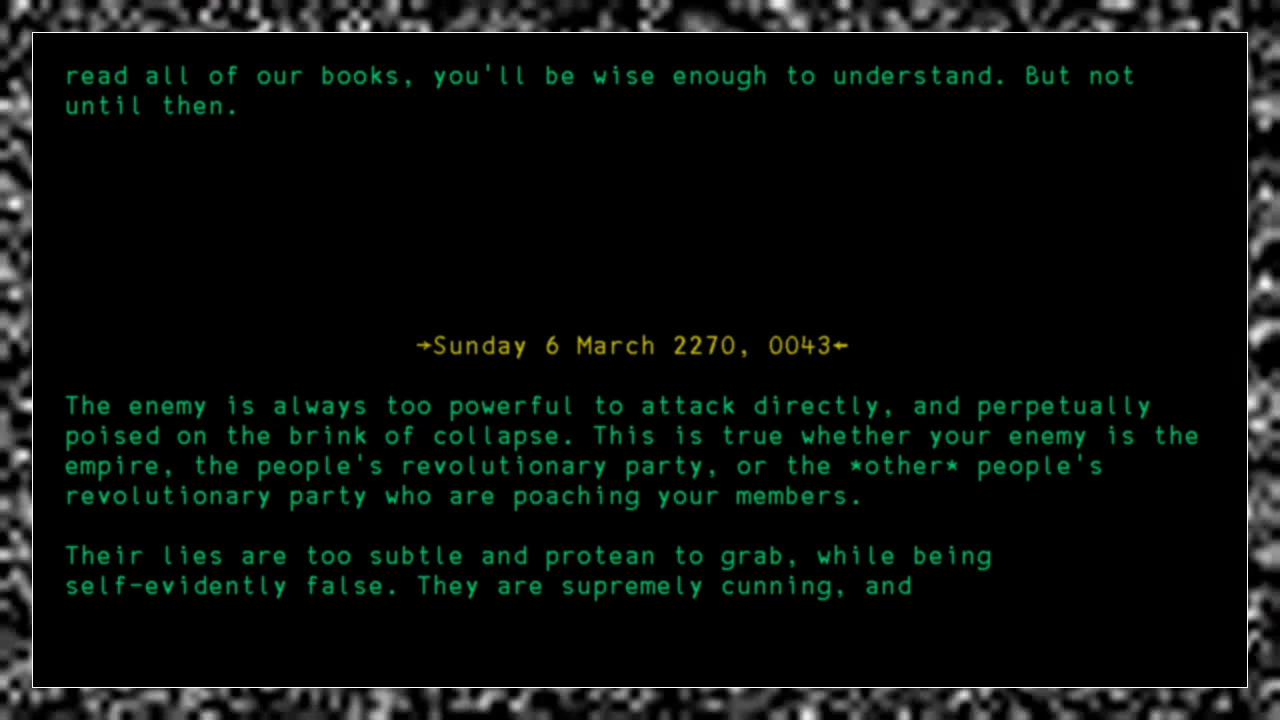 read all of our books, you'll be wise enough to understand. But not
until then.
→Sunday 6 March 2270, 0043←
The enemy is always too powerful to attack directly, and perpetually
poised on the brink of collapse. This is true whether your enemy is the
empire, the people's revolutionary party, or the *other* people's
revolutionary party who are poaching your members.
Their lies are too subtle and protean to grab, while being
self-evidently false. They are supremely cunning, and